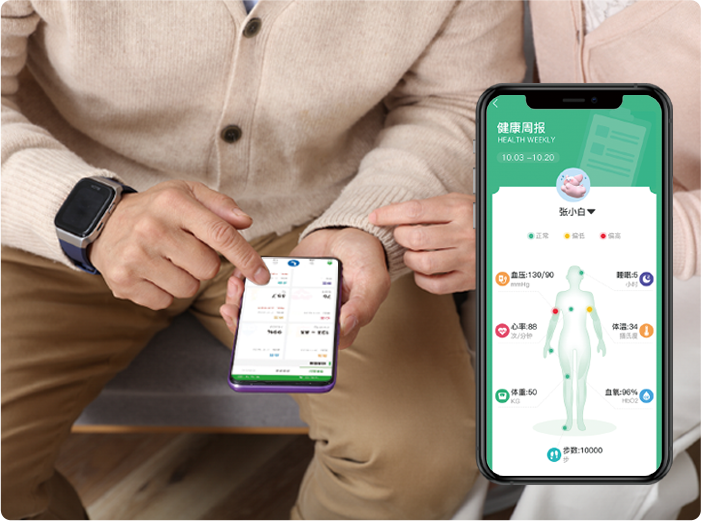 健康周报
HEALTH WEEKLY
10.03 –10.20
张小白
正常
偏低
偏高
血压:130/90
mmHg
睡眠:5
小时
心率:88
次/分钟
体温:34
摄氏度
体重:50
KG
血氧:96%
HbO2
步数:10000
步